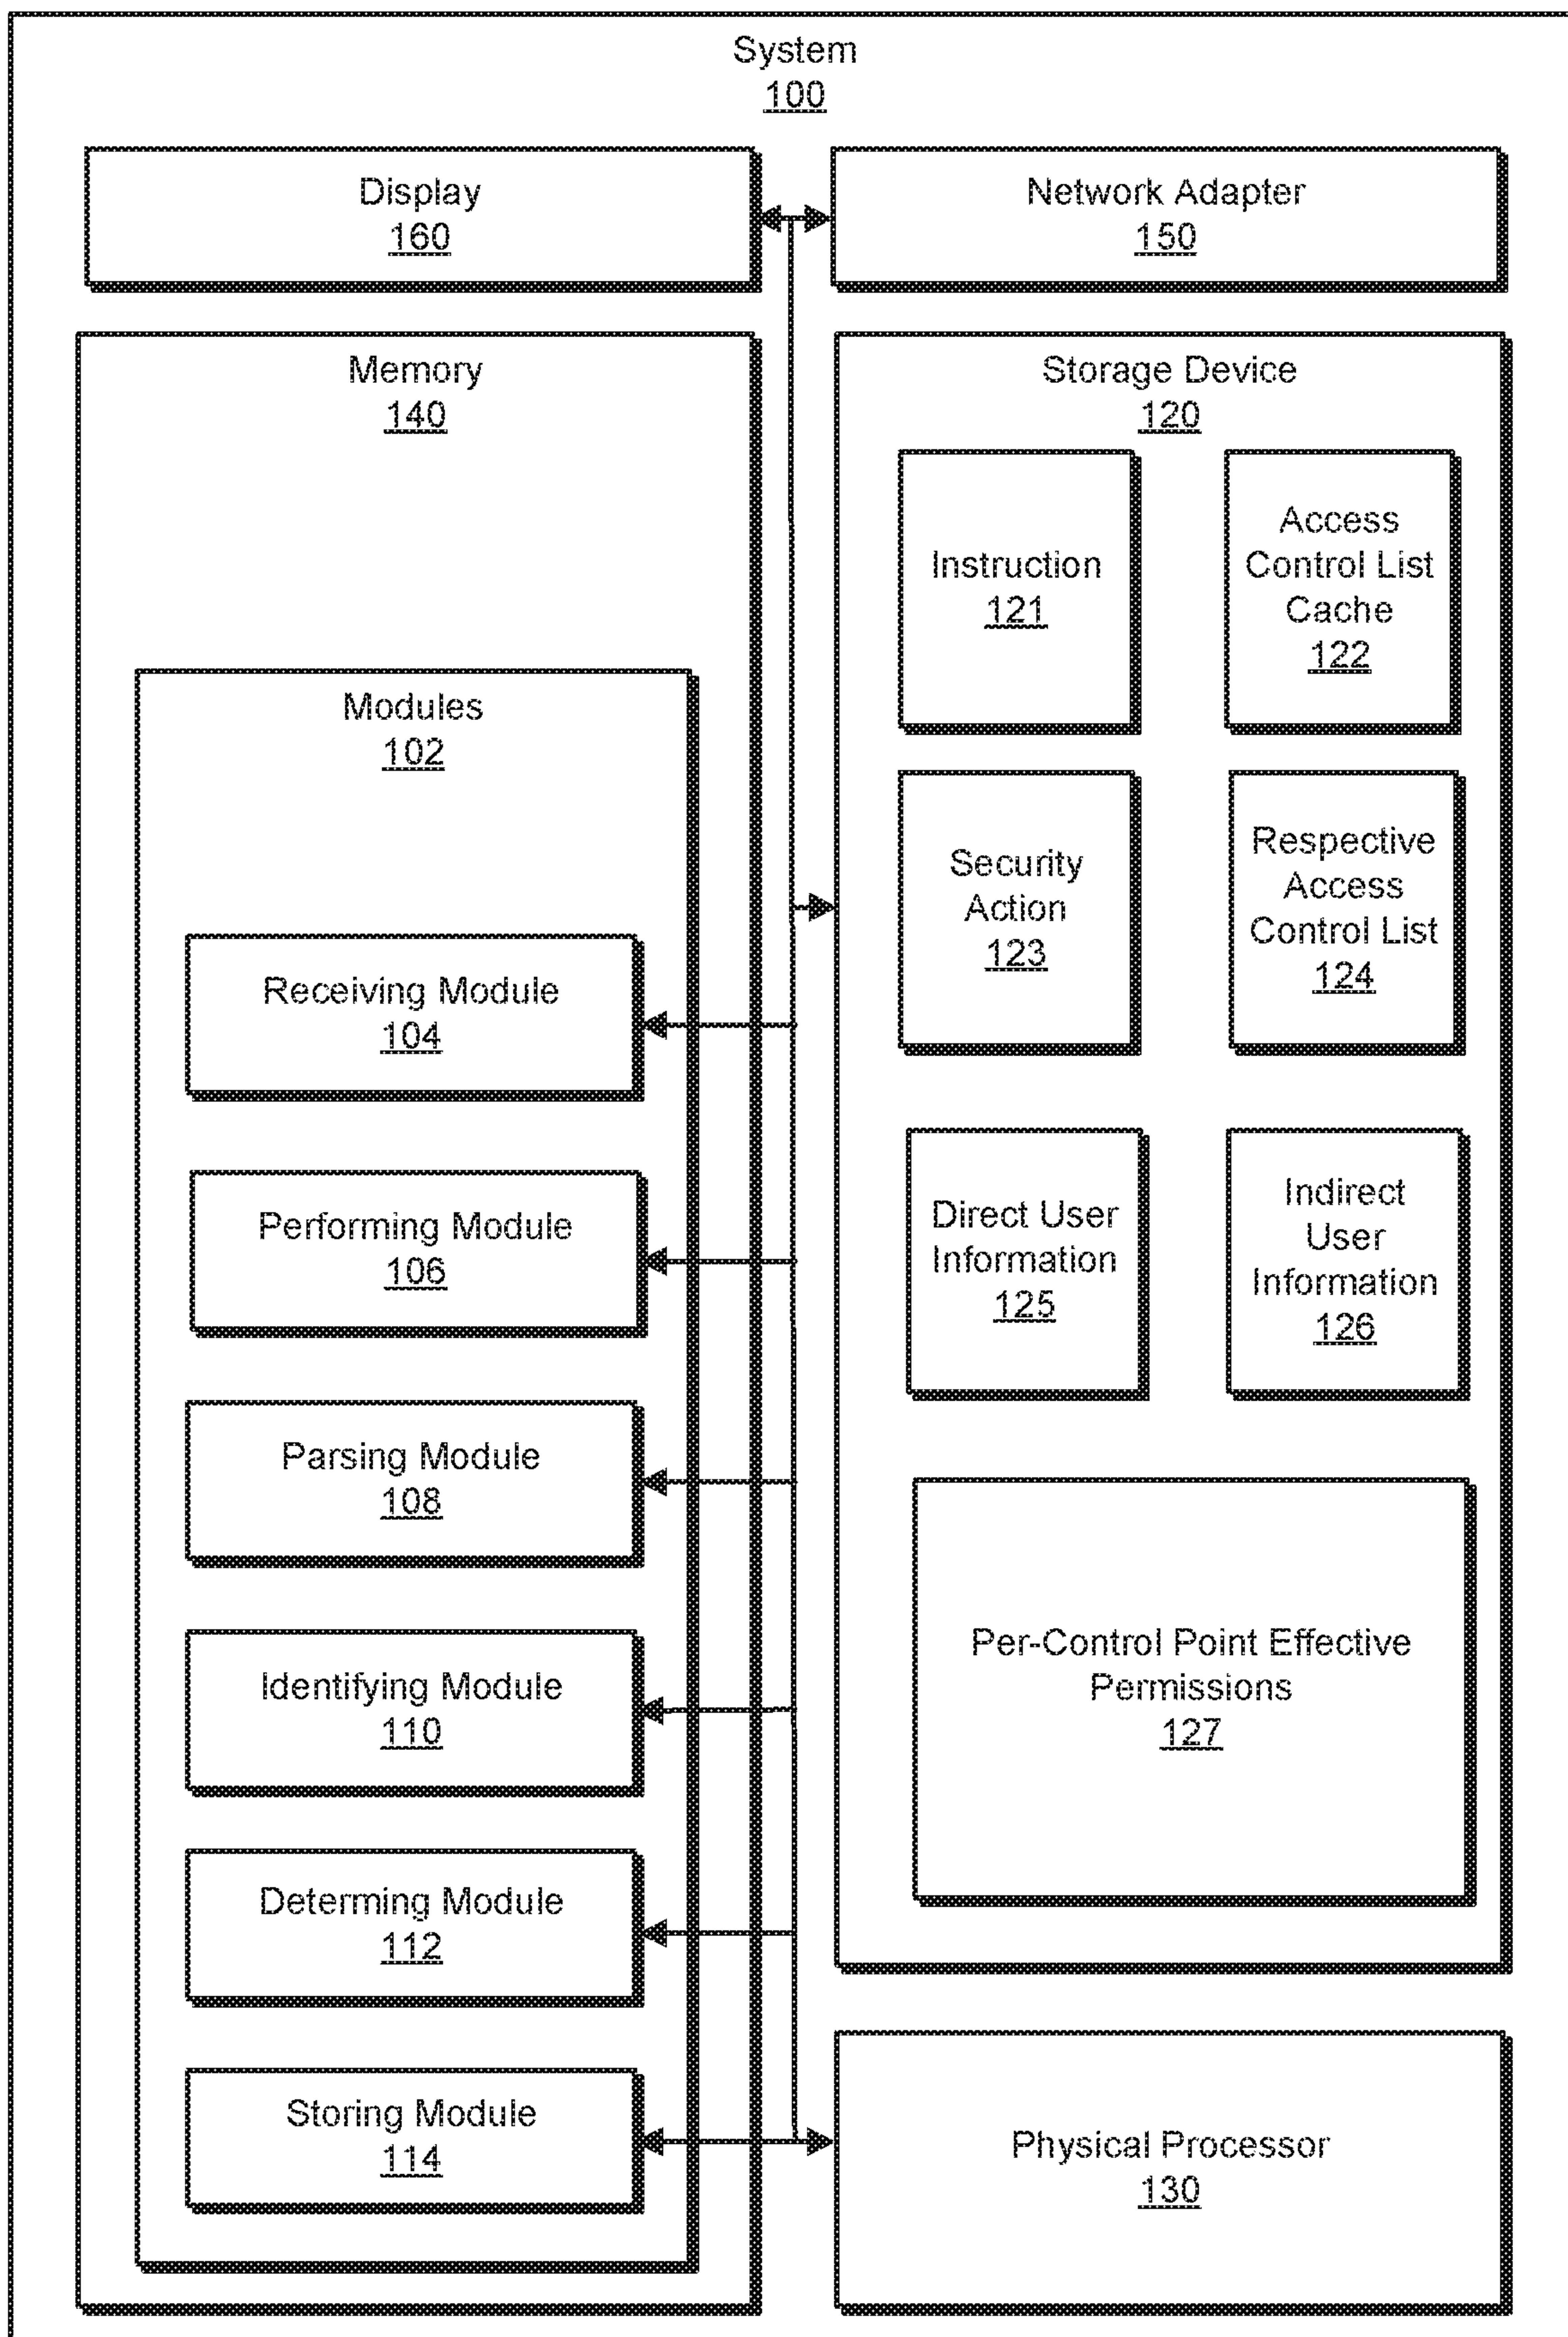 System
100
Display
160
Network Adapter
150
Memory
140
Modules
102
Receiving Module
104
Performing Module
106
Parsing Module
108
Identifying Module
110
Determing Module
112
Storing Module
114
Storage Device
120
Instruction
121
Access
Control List
Cache
122
Security
Action
123
Respective
Access
Control List
124
Direct User
Information
125
Indirect
User
Information
126
Per-Control Point Effective
Permissions
127
Physical Processor
130